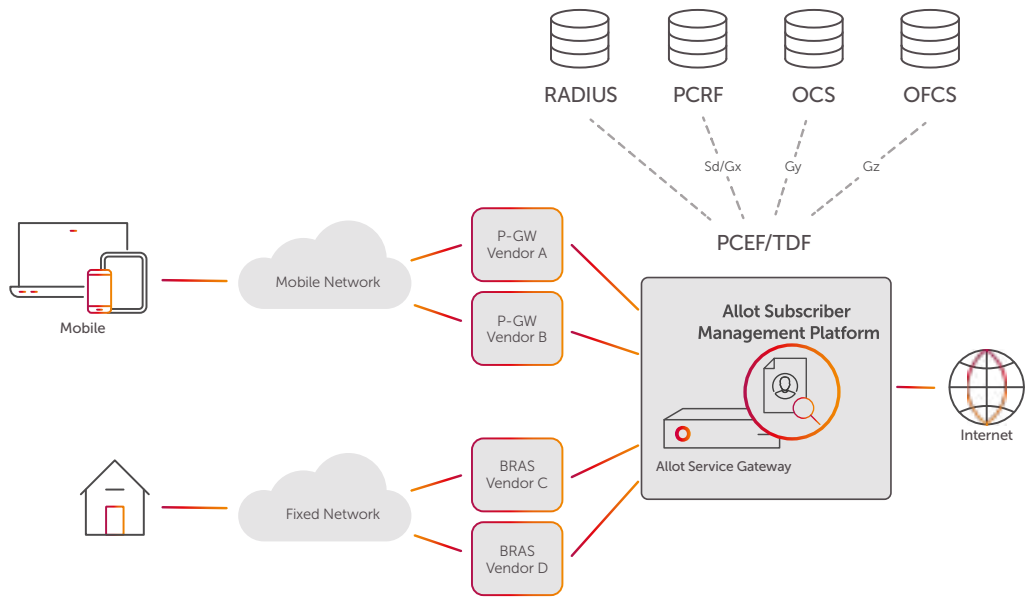 RADIUS
PCRF
OCS
OFCS
Sd/Gx
Gy
Gz
PCEF/TDF
P-GW
Vendor A
Mobile Network
P-GW
Vendor B
Mobile
Allot Subscriber
Management Platform
Allot Service Gateway
Internet
BRAS
Vendor C
Fixed Network
BRAS
Vendor D